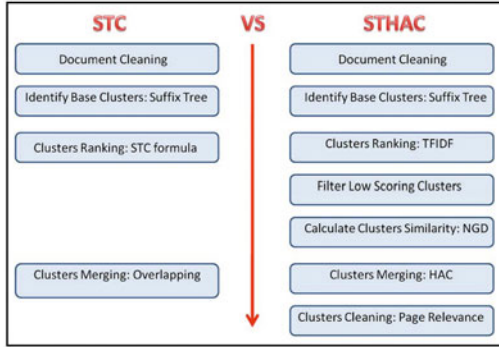 STC VS STHAC
Document Cleaning
Identify Base Clusters: Suffix Tree
Clusters Ranking: STC formula
Clusters Merging: Overlapping
Document Cleaning
Identify Base Clusters: Suffix Tree
Clusters Ranking: TFIDF
Filter Low Scoring Clusters
Calculate Clusters Similarity: NGD
Clusters Merging: HAC
Clusters Cleaning: Page Relevance